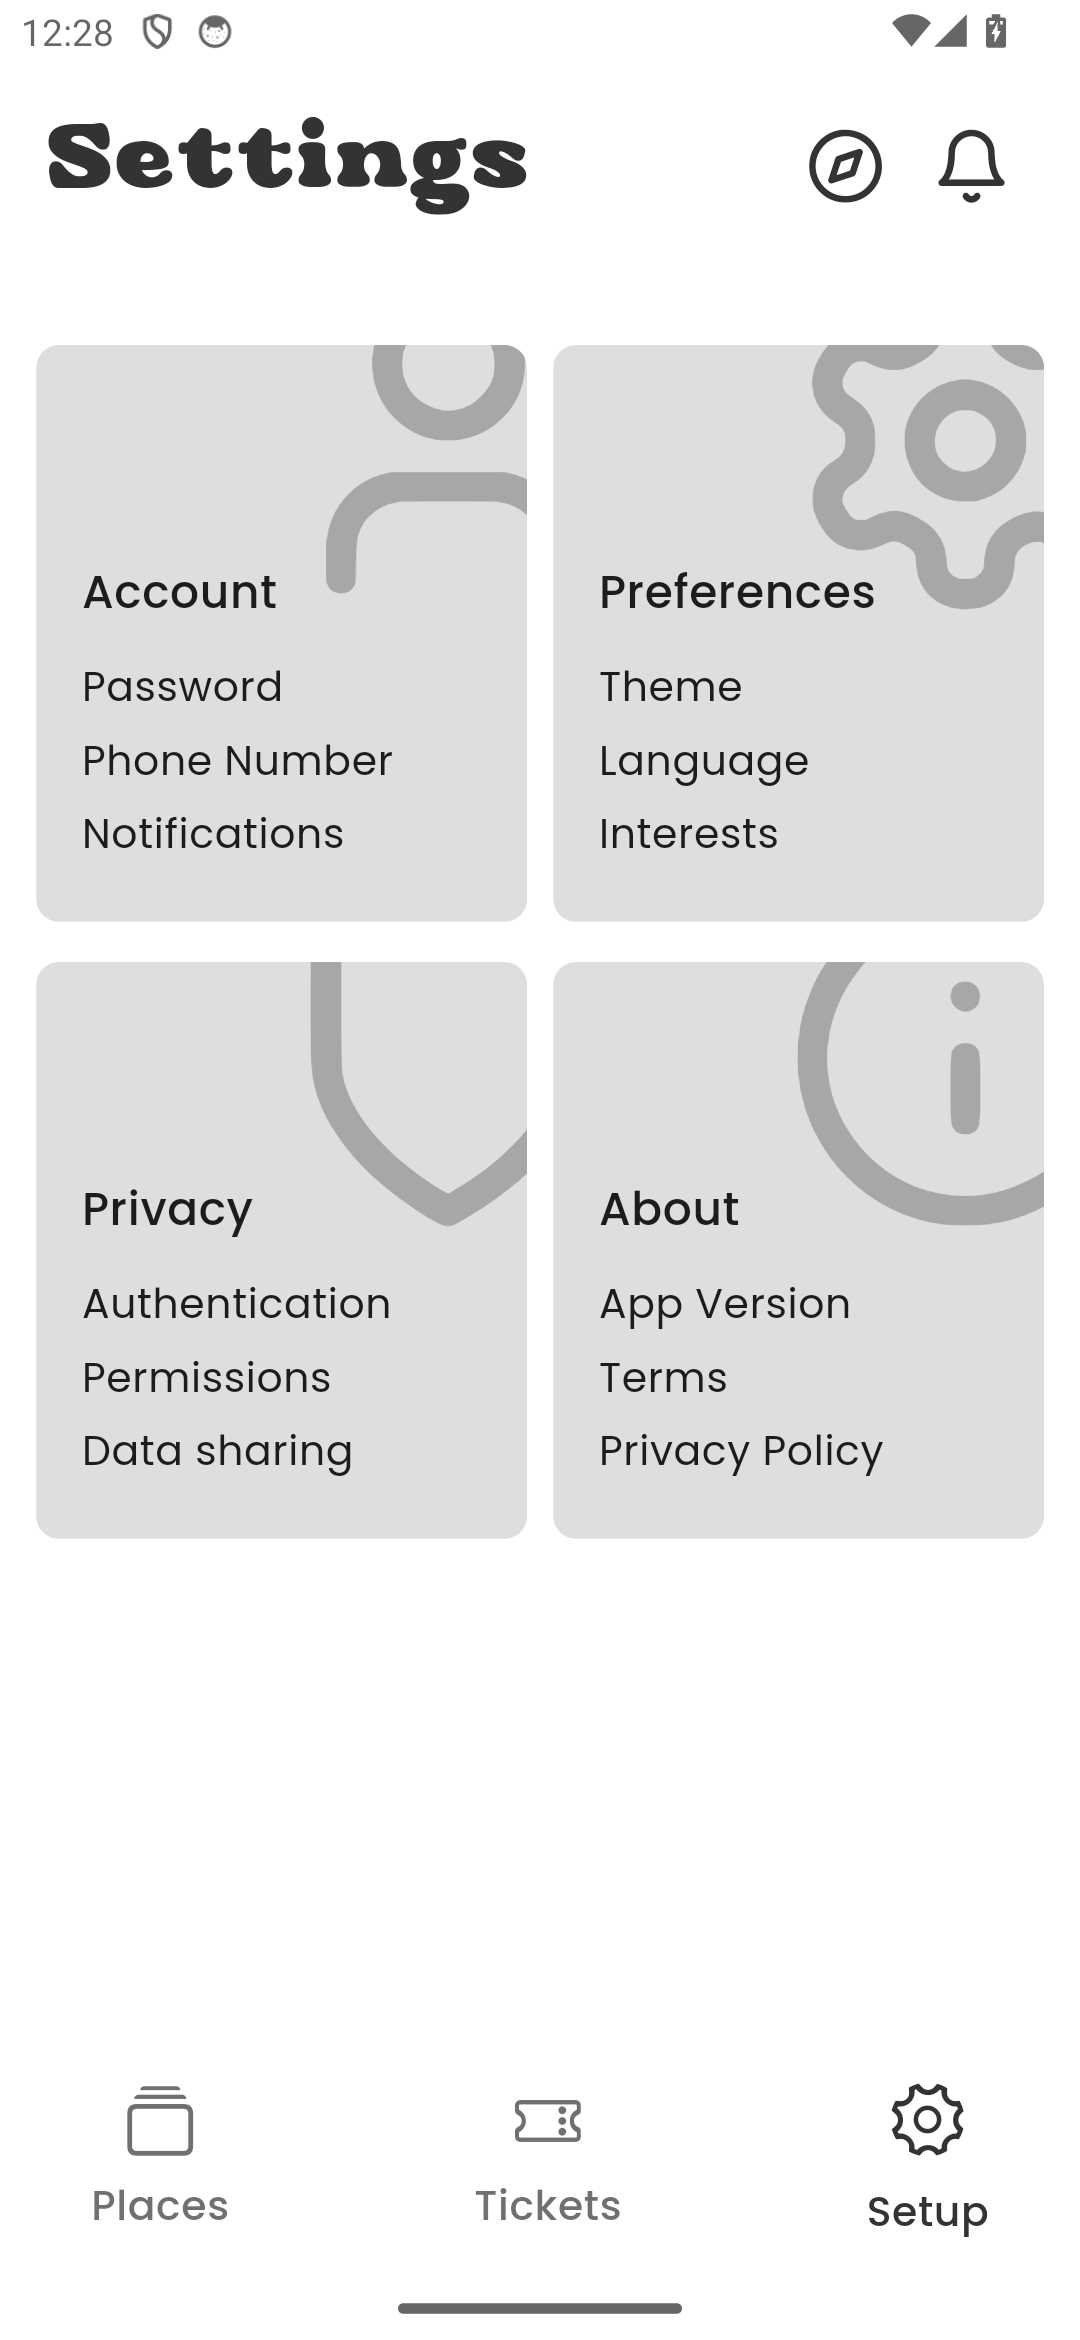 12:28
Settings
Account
Password
Phone Number
Notifications
Preferences
Theme
Language
Interests
Privacy
Authentication
Permissions
Data sharing
About
App Version
Terms
Privacy Policy
Places
Tickets
Setup